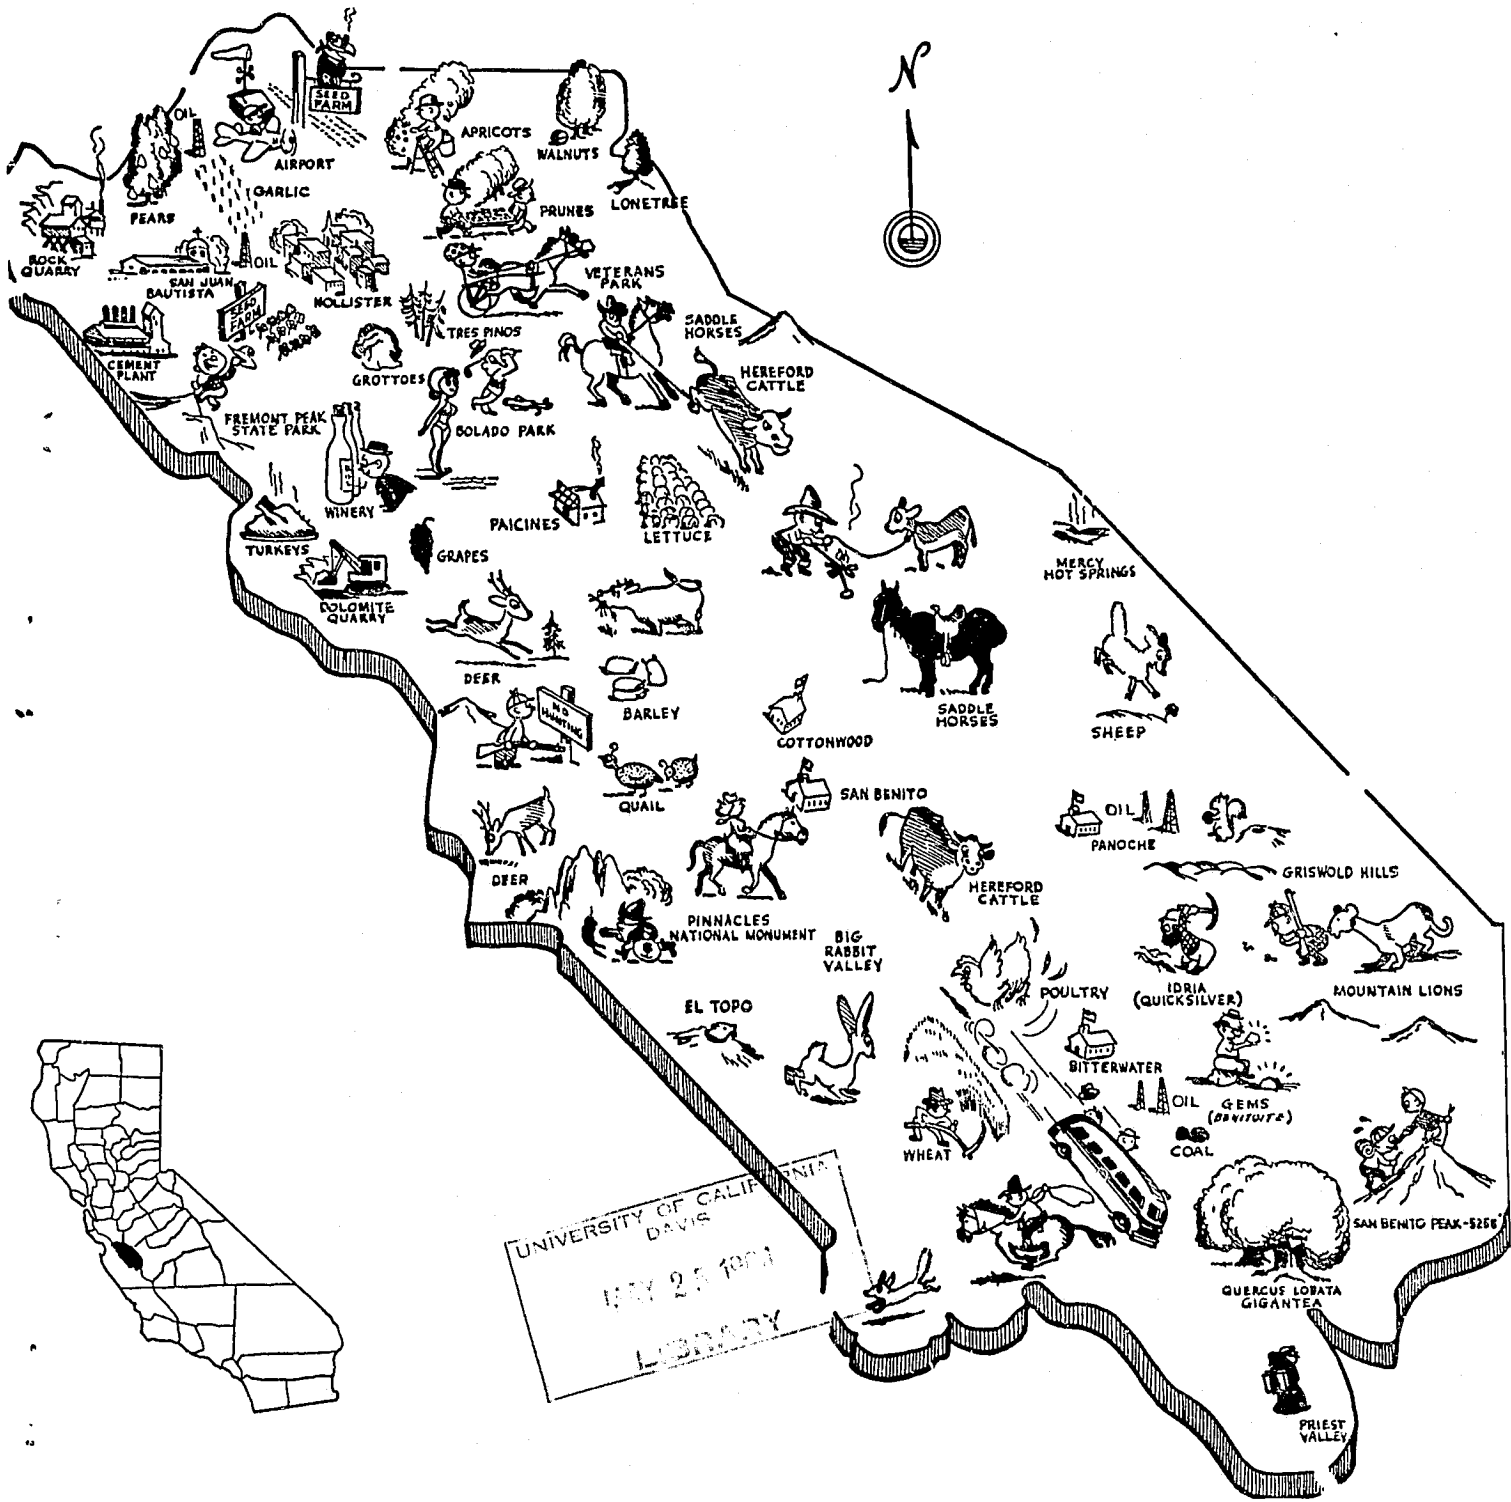 N
SEED
FARM
OIL
AIRPORT
APRICOTS
WALNUTS
LONETREE
PEARS
GARLIC
PRUNES
ROCK
QUARRY
SAN JUAN
BAUTISTA
OIL
HOLLISTER
VETERANS
PARK
SEED
FARM
TRES PINOS
SADDLE
HORSES
CEMENT
PLANT
GROTTOES
HEREFORD
CATTLE
FREMONT PEAK
STATE PARK
BOLADO PARK
WINERY
PAICINES
LETTUCE
TURKEYS
GRAPES
MERCY
HOT SPRINGS
DOLOMITE
QUARRY
DEER
BARLEY
NO
HUNTING
COTTONWOOD
SADDLE
HORSES
SHEEP
QUAIL
SAN BENITO
OIL
PANOCHE
DEER
GRISWOLD HILLS
HEREFORD
CATTLE
PINNACLES
NATIONAL MONUMENT
BIG
RABBIT
VALLEY
IDRIA
(QUICKSILVER)
MOUNTAIN LIONS
EL TOPO
POULTRY
BITTERWATER
OIL
GEMS
(BENITUITE)
COAL
WHEAT
SAN BENITO PEAK-5258'
QUERCUS LOBATA
GIGANTEA
PRIEST
VALLEY
UNIVERSITY OF CALIFORNIA
DAVIS
MAY 25
LIBRARY